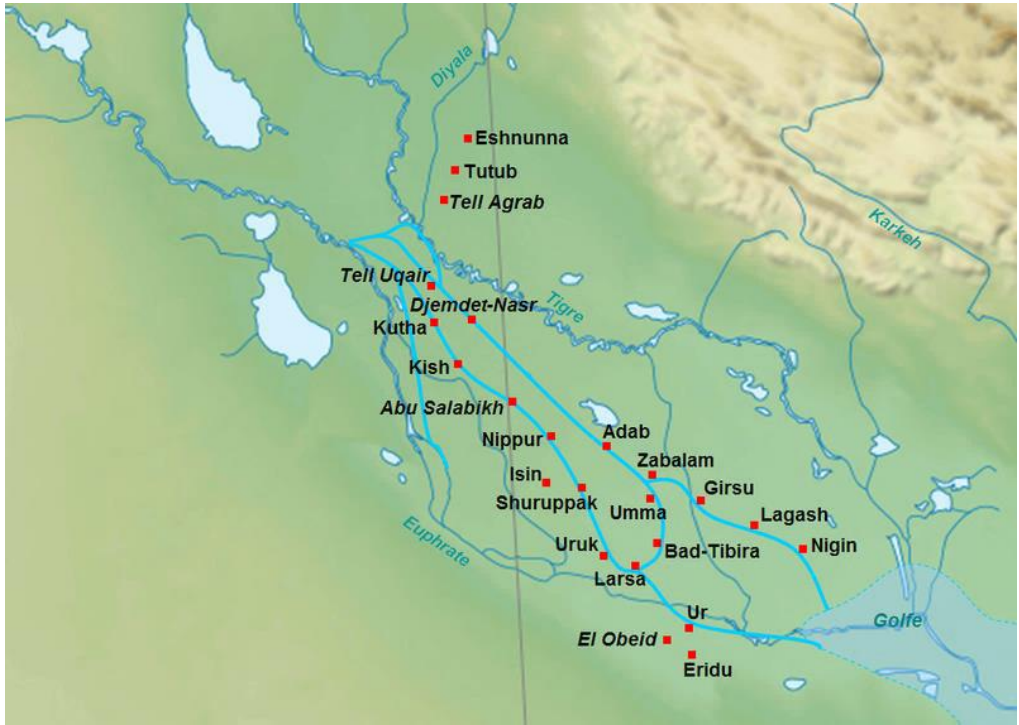 Diyala
Eshnunna
Tutub
Tell Agrab
Karkeh
Tell Uqair
Djemdet-Nasr
Tigre
Kutha
Kish
Abu Salabikh
Nippur
Adab
Zabalam
Isin
Girsu
Shuruppak
Umma
Lagash
Euphrate
Uruk
Bad-Tibira
Nigin
Larsa
Ur
Golfe
El Obeid
Eridu